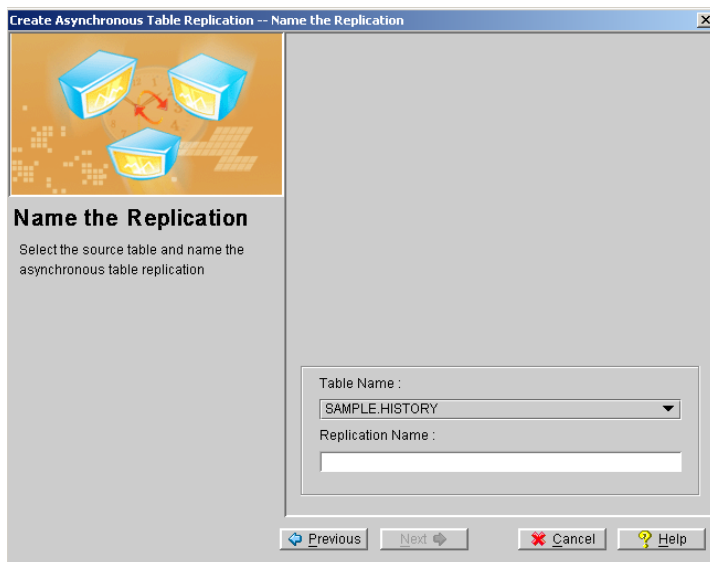 Create Asynchronous Table Replication -- Name the Replication
Name the Replication
Select the source table and name the
asynchronous table replication
Table Name :
SAMPLE.HISTORY
Replication Name :
Previous
Next
Cancel
Help